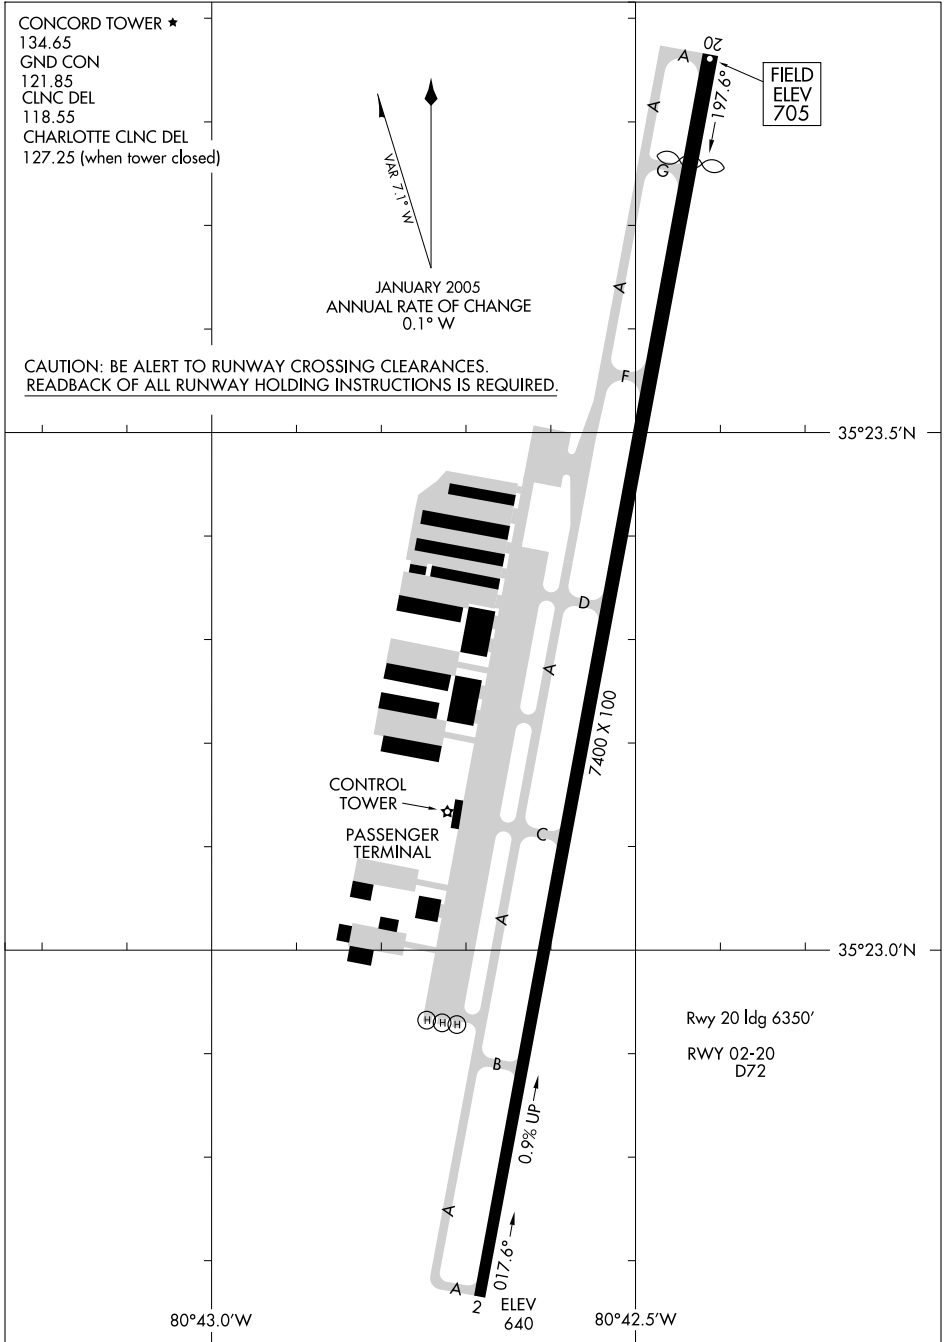 CONCORD TOWER ★
134.65
GND CON
121.85
CLNC DEL
118.55
CHARLOTTE CLNC DEL
127.25 (when tower closed)
VAR 7.1° W
JANUARY 2005
ANNUAL RATE OF CHANGE
0.1° W
CAUTION: BE ALERT TO RUNWAY CROSSING CLEARANCES.
READBACK OF ALL RUNWAY HOLDING INSTRUCTIONS IS REQUIRED.
20
A
FIELD
ELEV
705
197.6°
A
G
A
F
35°23.5'N
D
A
7400 X 100
CONTROL
TOWER
C
PASSENGER
TERMINAL
A
35°23.0'N
H H H
Rwy 20 ldg 6350'
RWY 02-20
D72
B
0.9% UP
A
017.6°
A
2
ELEV
640
80°43.0'W
80°42.5'W